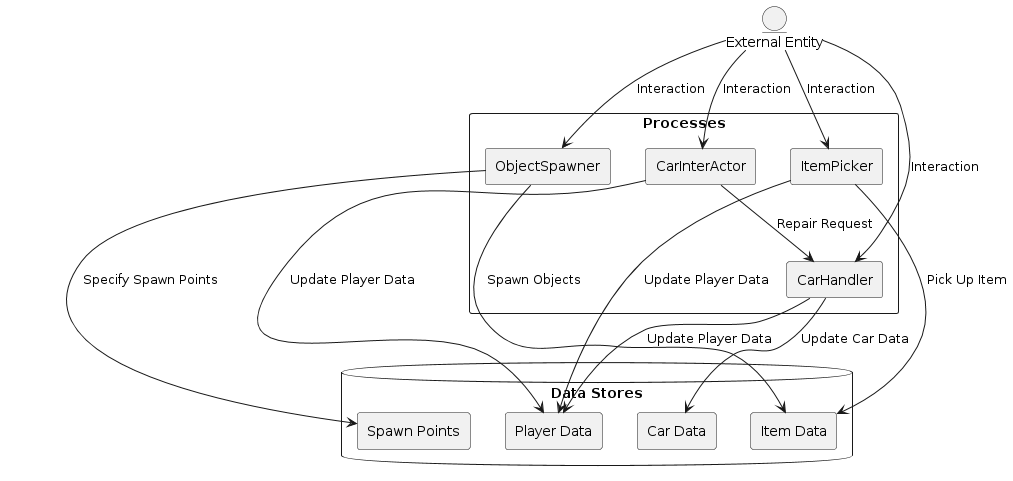 External Entity
Interaction
Interaction
Interaction
Processes
ObjectSpawner
CarInterActor
ItemPicker
Interaction
Repair Request
Specify Spawn Points
Update Player Data
Spawn Objects
Update Player Data
CarHandler
Pick Up Item
Update Player Data
Update Car Data
Data Stores
Spawn Points
Player Data
Car Data
Item Data